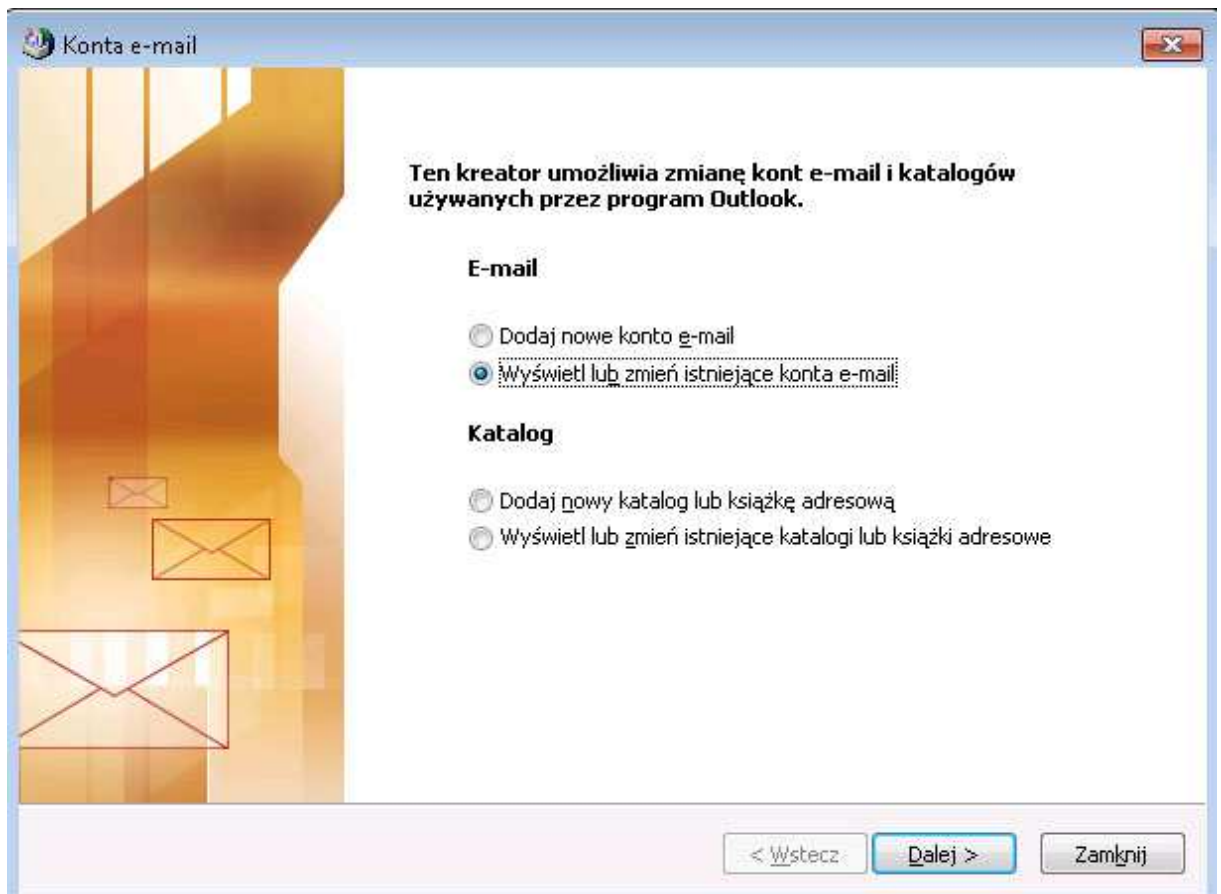 Konta e-mail
Ten kreator umożliwia zmianę kont e-mail i katalogów
używanych przez program Outlook.
E-mail
Dodaj nowe konto e-mail
Wyświetl lub zmień istniejące konta e-mail
Katalog
Dodaj nowy katalog lub książkę adresową
Wyświetl lub zmień istniejące katalogi lub książki adresowe
< Wstecz
Dalej >
Zamknij